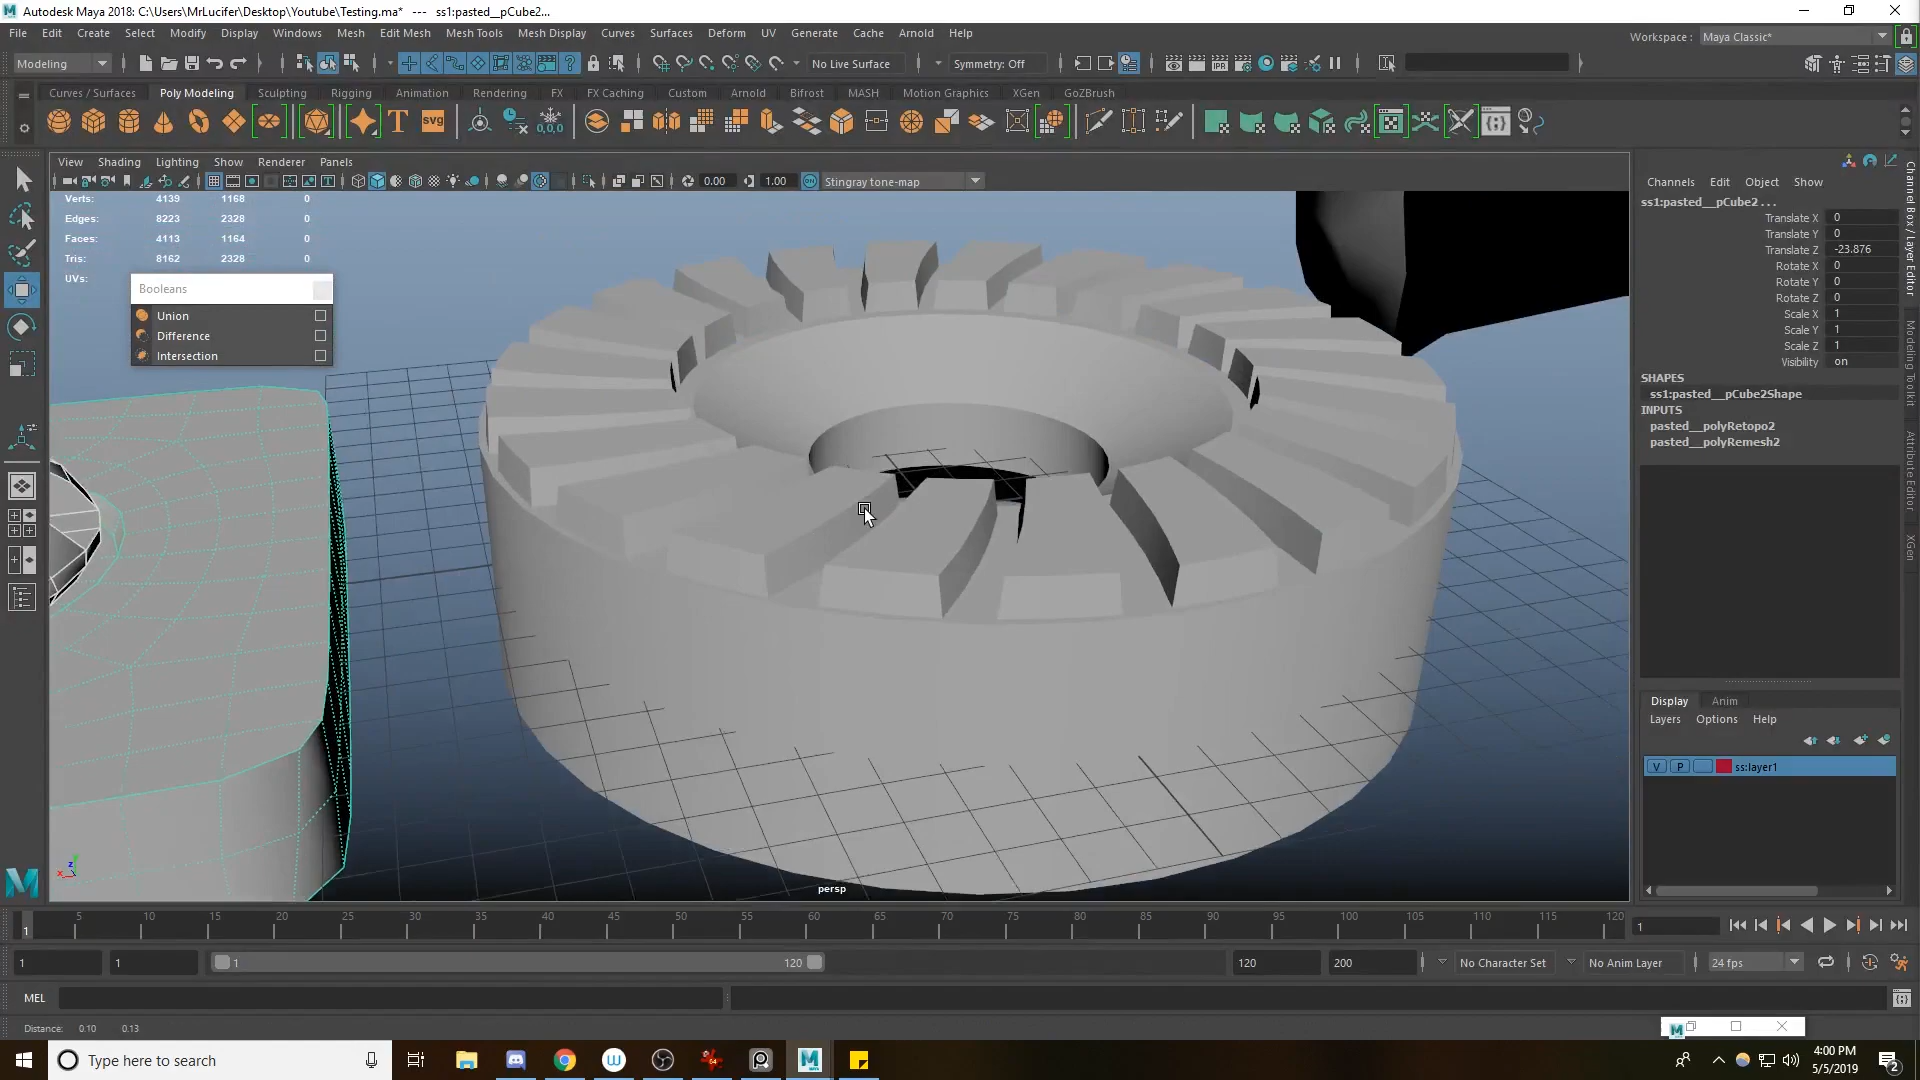 Autodesk Maya 2018: C:\Users\MrLucifer\Desktop\Youtube\Testing.ma* --- ss1:pasted__pCube2...
File Edit Create Select Modify Display Windows Mesh Edit Mesh Mesh Tools Mesh Display Curves Surfaces Deform UV Generate Cache Arnold Help
Workspace : Maya Classic*
Modeling No Live Surface Symmetry: Off
Curves / Surfaces Poly Modeling Sculpting Rigging Animation Rendering FX FX Caching Custom Arnold Bifrost MASH Motion Graphics XGen GoZBrush
View Shading Lighting Show Renderer Panels
0.00 1.00 Stingray tone-map
Verts: 4139 1168 0
Edges: 8223 2328 0
Faces: 4113 1164 0
Tris: 8162 2328 0
UVs:
Booleans
Union
Difference
Intersection
persp
Channels Edit Object Show
ss1:pasted__pCube2 . . .
Translate X 0
Translate Y 0
Translate Z -23.876
Rotate X 0
Rotate Y 0
Rotate Z 0
Scale X 1
Scale Y 1
Scale Z 1
Visibility on
SHAPES
ss1:pasted__pCube2Shape
INPUTS
pasted__polyRetopo2
pasted__polyRemesh2
Channel Box / Layer Editor
Modeling Toolkit
Attribute Editor
XGen
Display Anim
Layers Options Help
V P ss:layer1
5 10 15 20 25 30 35 40 45 50 55 60 65 70 75 80 85 90 95 100 105 110 115 120
1 1
1 1 1 120 120 200 No Character Set No Anim Layer 24 fps
MEL
Distance: 0.10 0.13
Type here to search
4:00 PM
5/5/2019
2